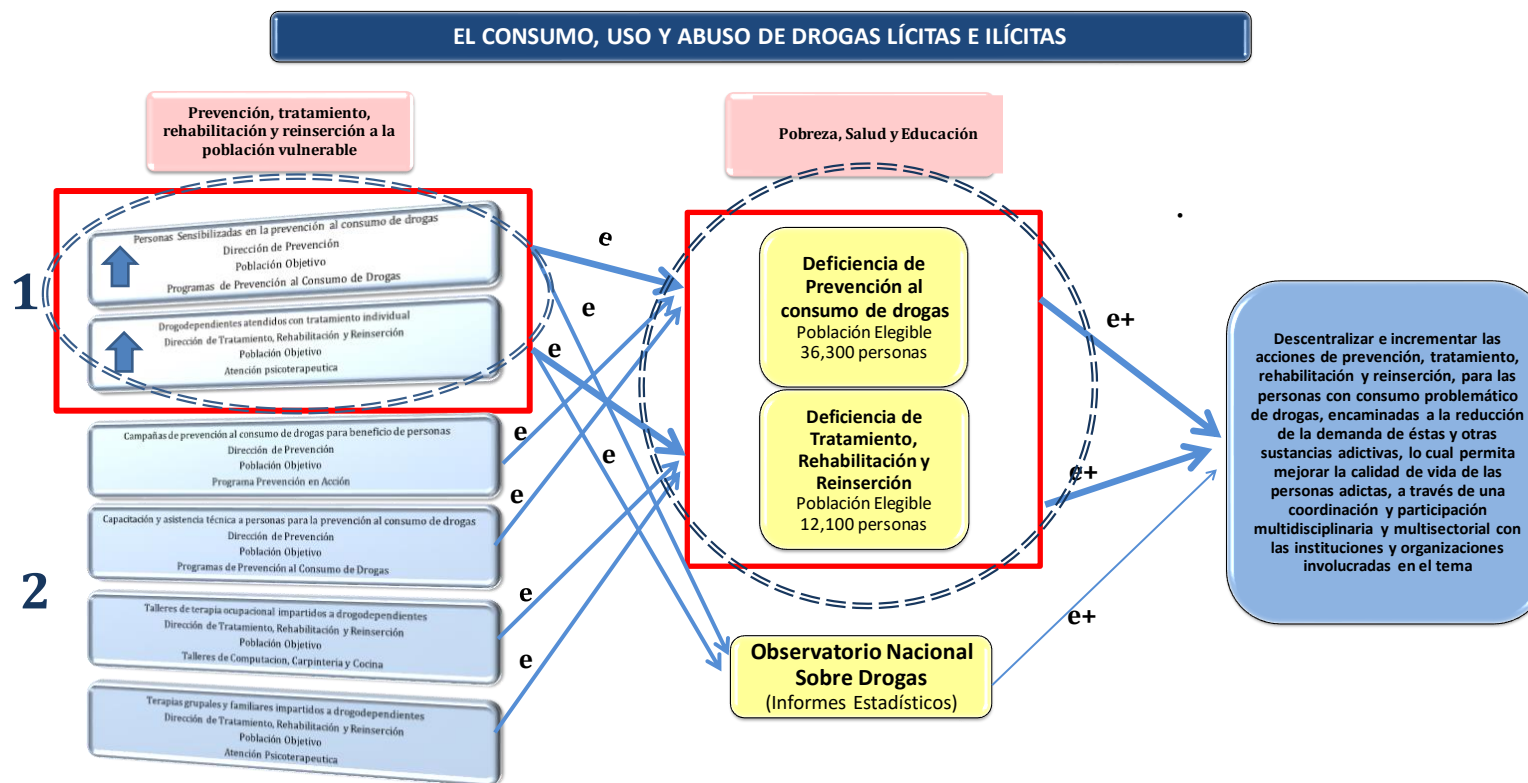 EL CONSUMO, USO Y ABUSO DE DROGAS LÍCITAS E ILÍCITAS
Prevención, tratamiento,
rehabilitación y reinserción a la
población vulnerable
Pobreza, Salud y Educación
1
Personas Sensibilizadas en la prevención al consumo de drogas
Dirección de Prevención
Población Objetivo
Programas de Prevención al Consumo de Drogas
Drogodependientes atendidos con tratamiento individual
Dirección de Tratamiento, Rehabilitación y Reinserción
Población Objetivo
Atención psicoterapeutica
2
Campañas de prevención al consumo de drogas para beneficio de personas
Dirección de Prevención
Población Objetivo
Programa Prevención en Acción
Capacitación y asistencia técnica a personas para la prevención al consumo de drogas
Dirección de Prevención
Población Objetivo
Programas de Prevención al Consumo de Drogas
Talleres de terapia ocupacional impartidos a drogodependientes
Dirección de Tratamiento, Rehabilitación y Reinserción
Población Objetivo
Talleres de Computacion, Carpinteria y Cocina
Terapias grupales y familiares impartidos a drogodependientes
Dirección de Tratamiento, Rehabilitación y Reinserción
Población Objetivo
Atención Psicoterapeutica
e
e
e
e
e
e
e
e
Deficiencia de
Prevención al
consumo de drogas
Población Elegible
36,300 personas
Deficiencia de
Tratamiento,
Rehabilitación y
Reinserción
Población Elegible
12,100 personas
Observatorio Nacional
Sobre Drogas
(Informes Estadísticos)
.
e+
e+
e+
Descentralizar e incrementar las
acciones de prevención, tratamiento,
rehabilitación y reinserción, para las
personas con consumo problemático
de drogas, encaminadas a la reducción
de la demanda de éstas y otras
sustancias adictivas, lo cual permita
mejorar la calidad de vida de las
personas adictas, a través de una
coordinación y participación
multidisciplinaria y multisectorial con
las instituciones y organizaciones
involucradas en el tema